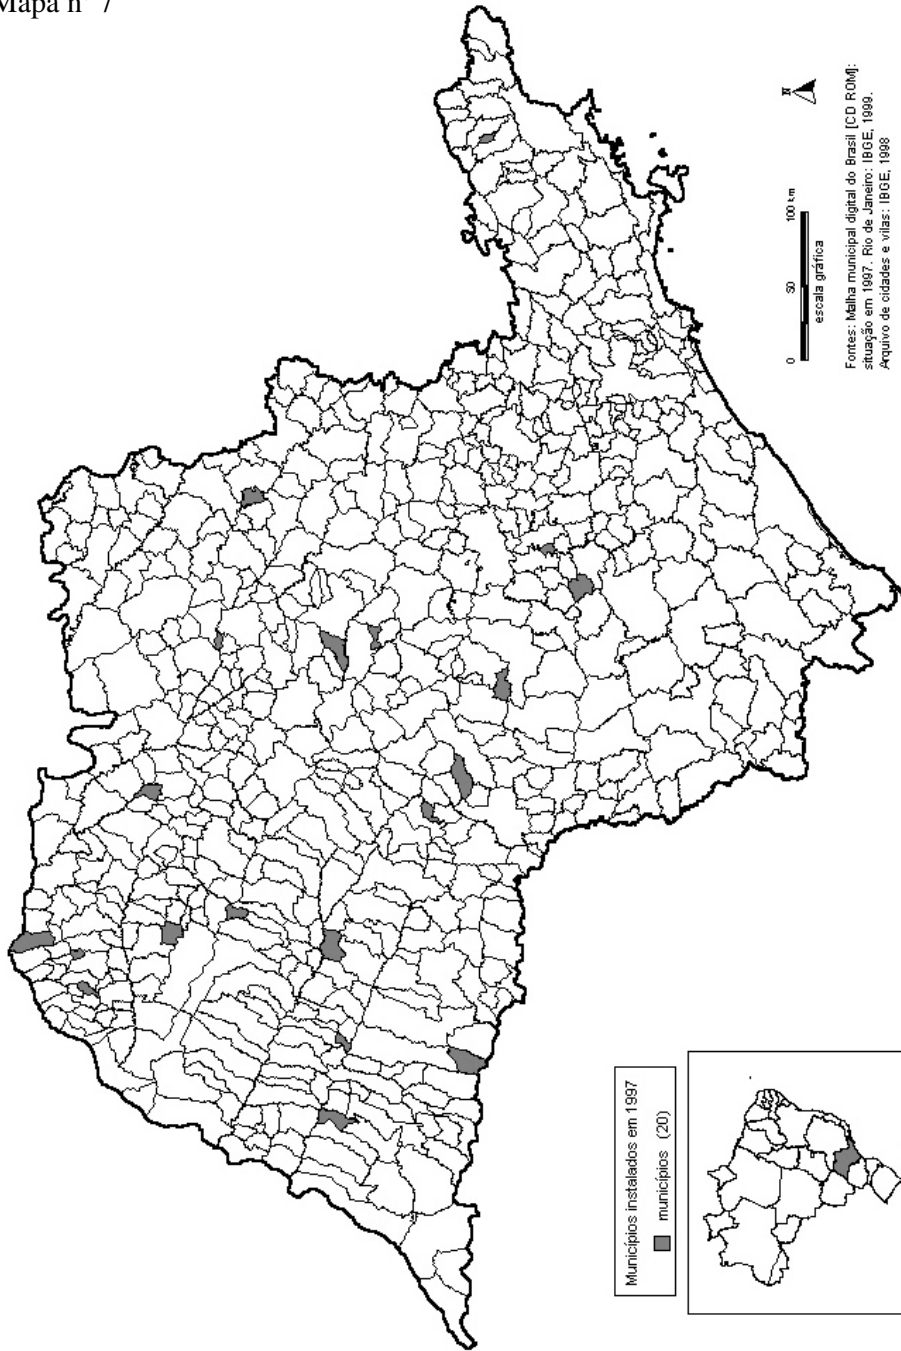 Mapa nº 7
N
0 50 100 km
escala gráfica
Fontes: Malha municipal digital do Brasil [CD ROM]:
situação em 1997. Rio de Janeiro: IBGE, 1999.
Arquivo de cidades e vilas: IBGE, 1998
Municípios instalados em 1997
municípios (20)